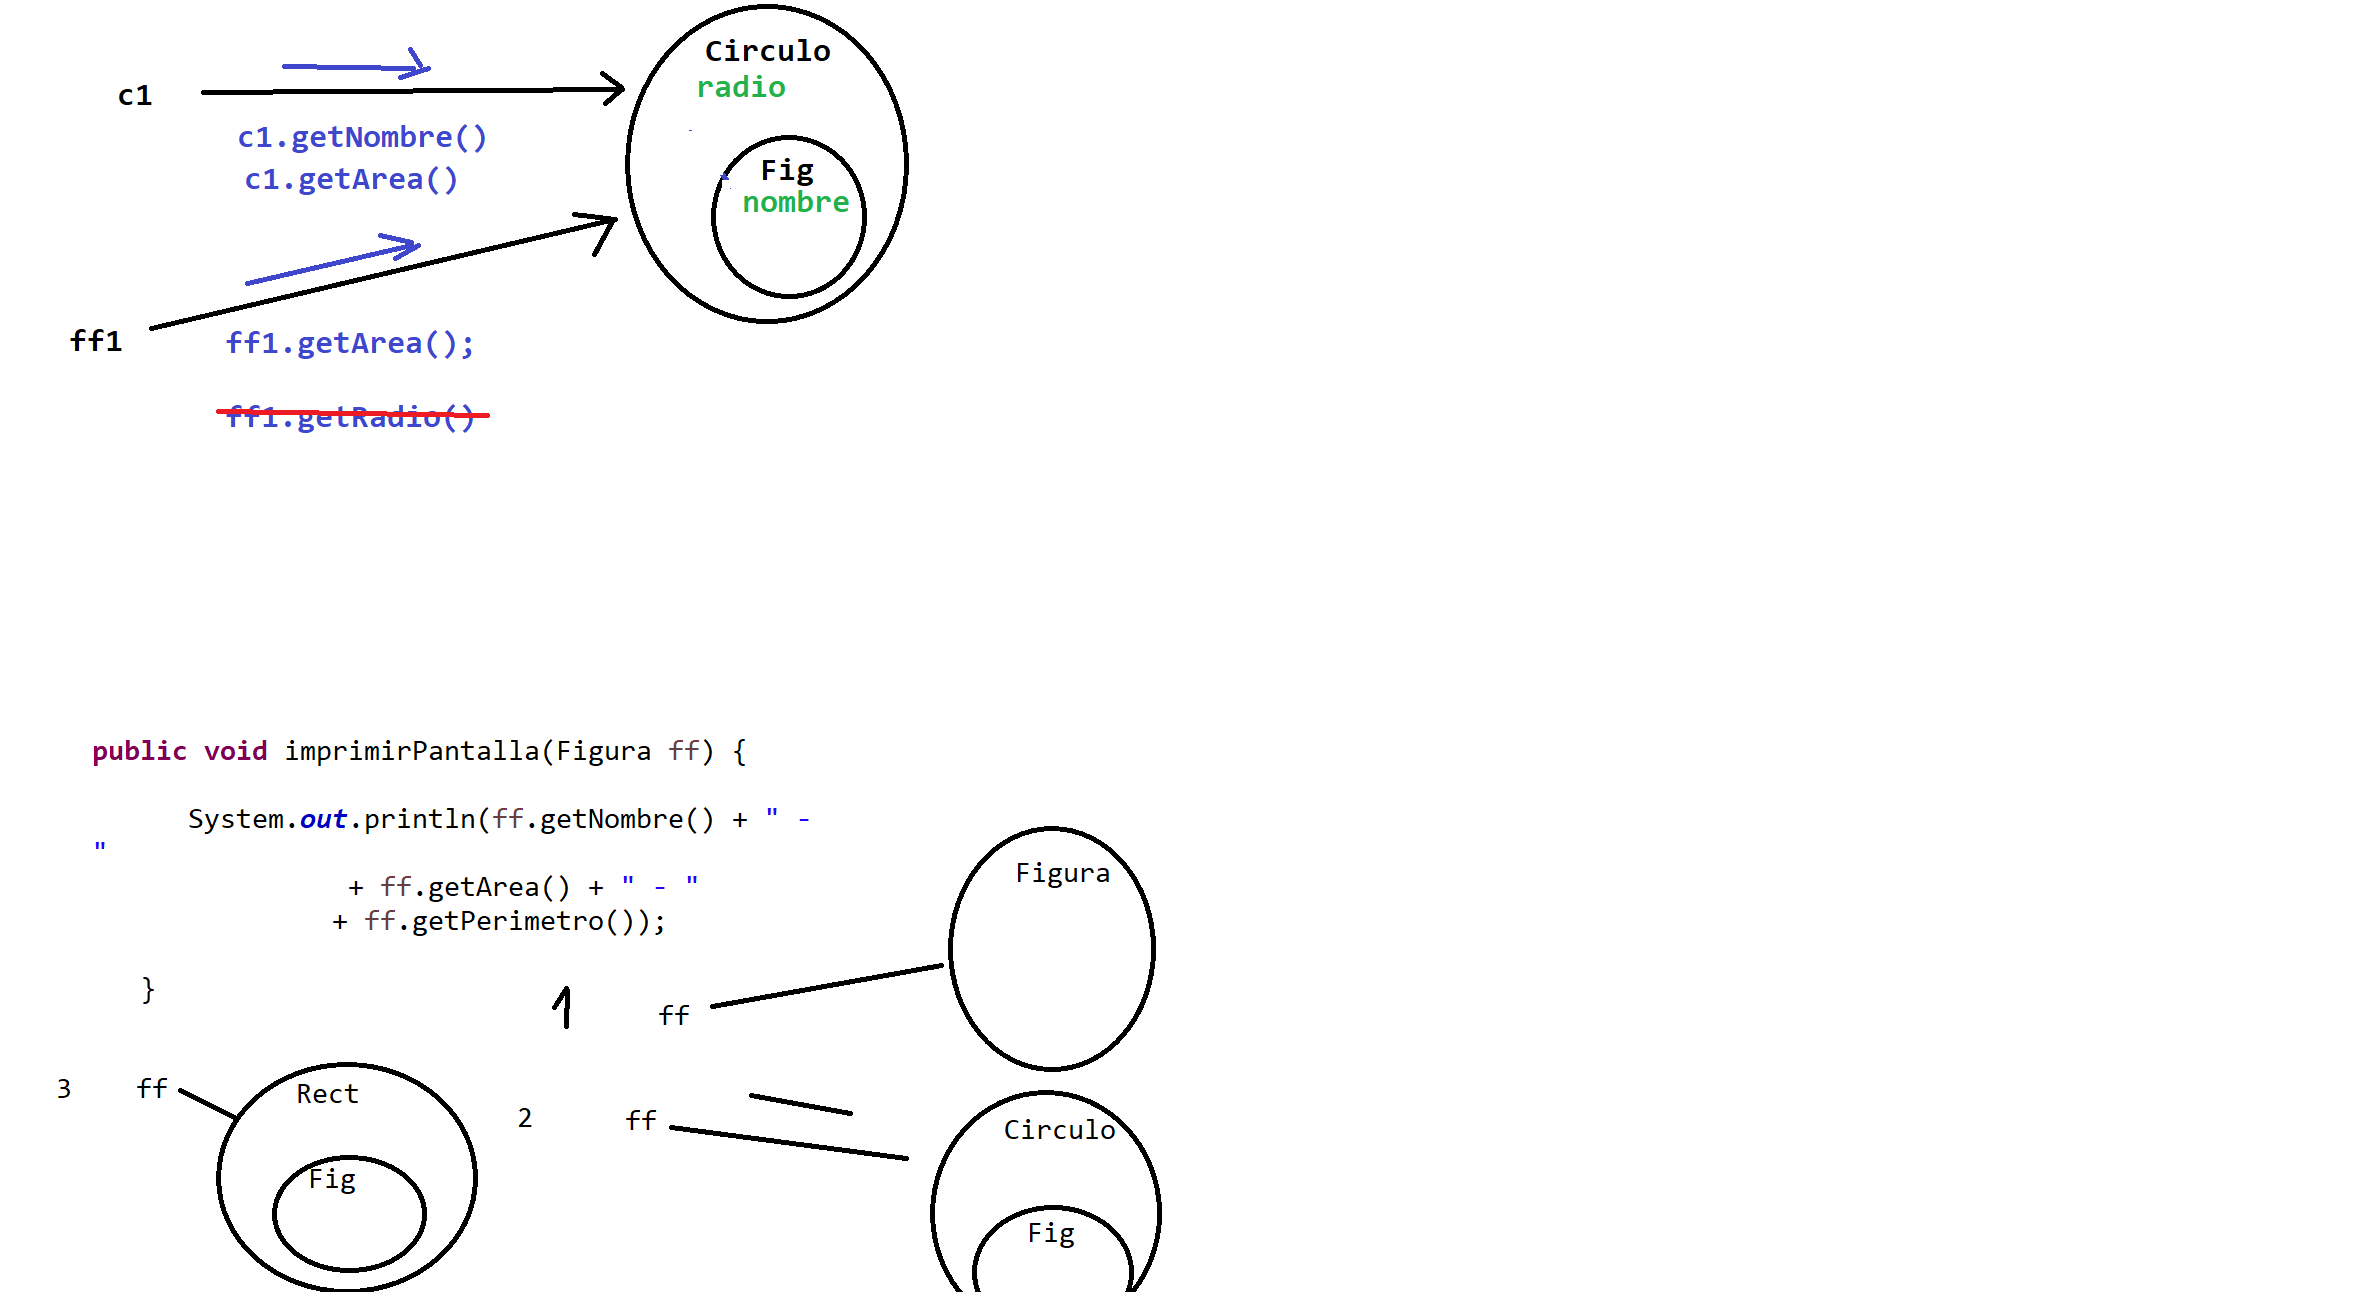 Circulo
radio
c1
c1.getNombre()
c1.getArea()
Fig
nombre
ff1
ff1.getArea();
ff1.getRadio()
public void imprimirPantalla(Figura ff) {
System.out.println(ff.getNombre() + " -
"
+ ff.getArea() + " - "
+ ff.getPerimetro());
}
Figura
1
ff
3
ff
Rect
Fig
2
ff
Circulo
Fig